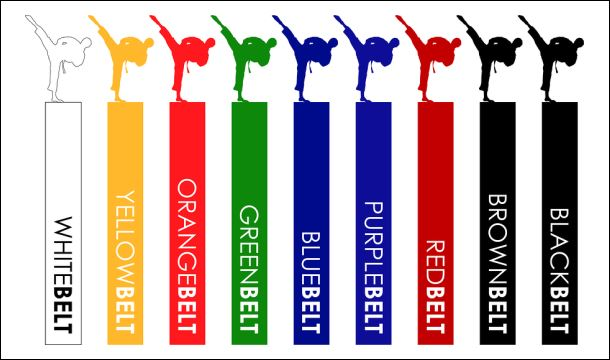 WHITEBELT
YELLOWBELT
ORANGEBELT
GREENBELT
BLUEBELT
PURPLEBELT
REDBELT
BROWNBELT
BLACKBELT